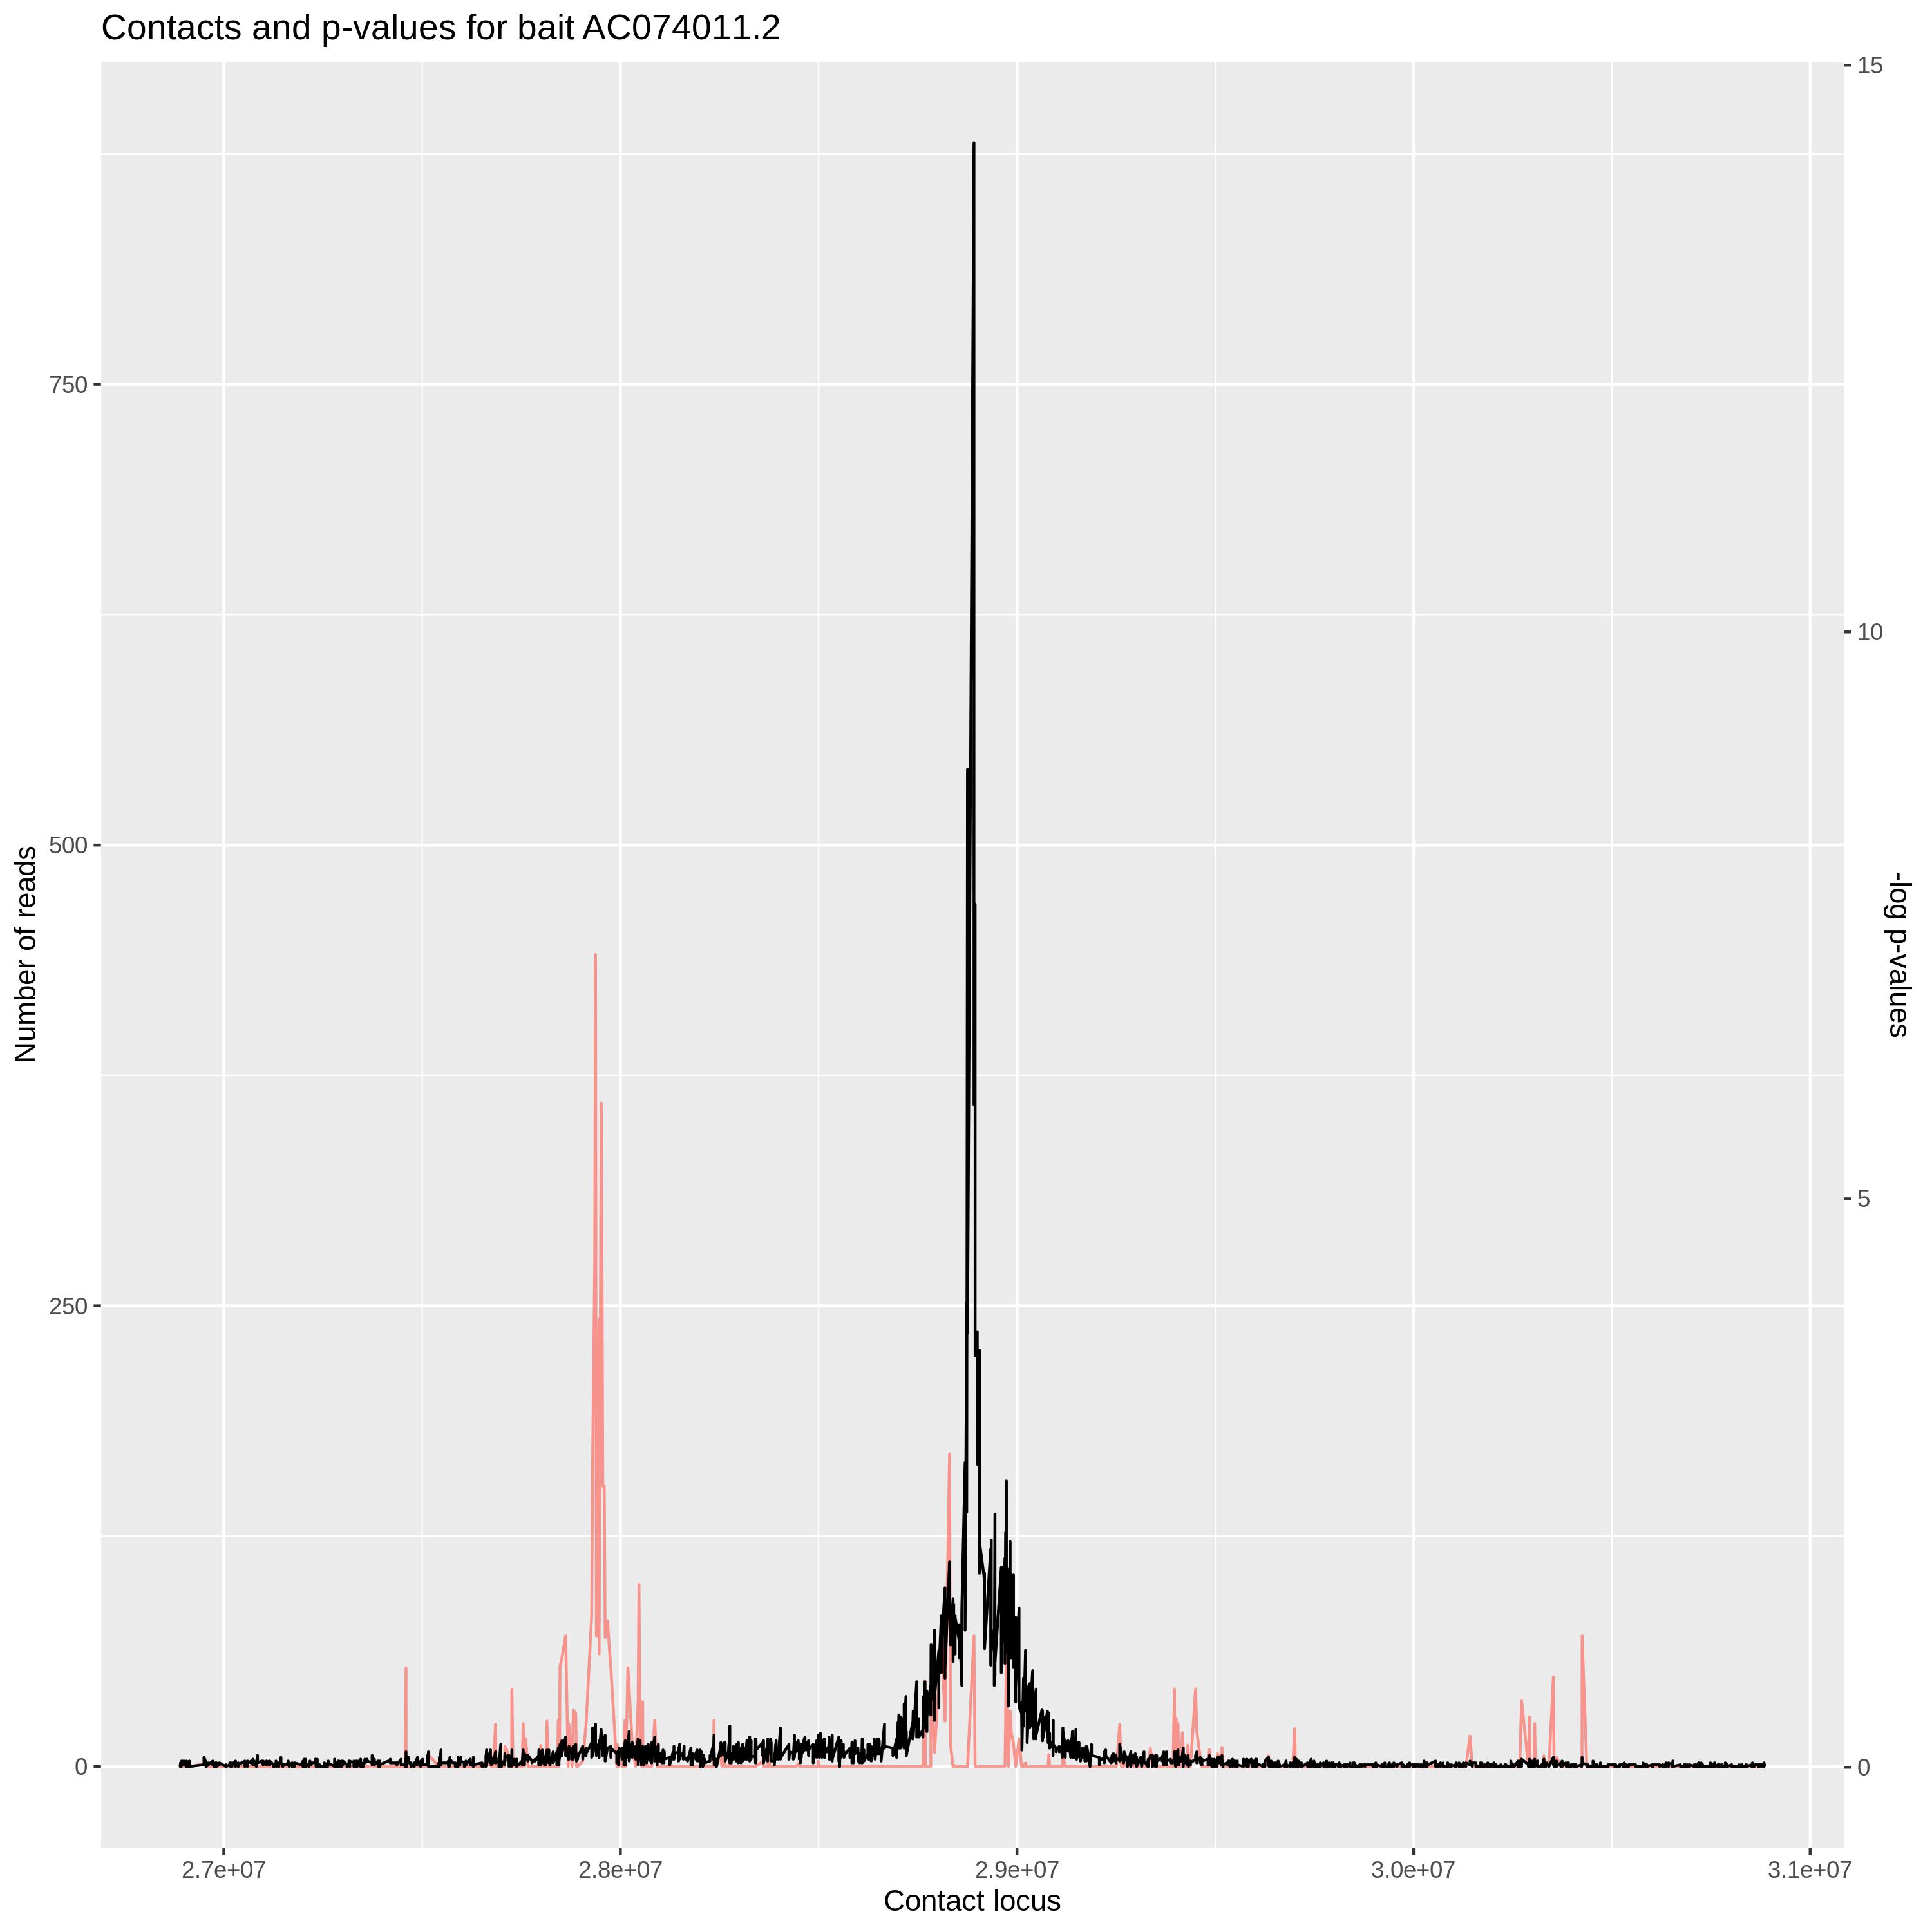 Contacts and p-values for bait AC074011.2
Number of reads
750
500
250
0
15
10
5
0
-log p-values
2.7e+07
2.8e+07
2.9e+07
3.0e+07
3.1e+07
Contact locus